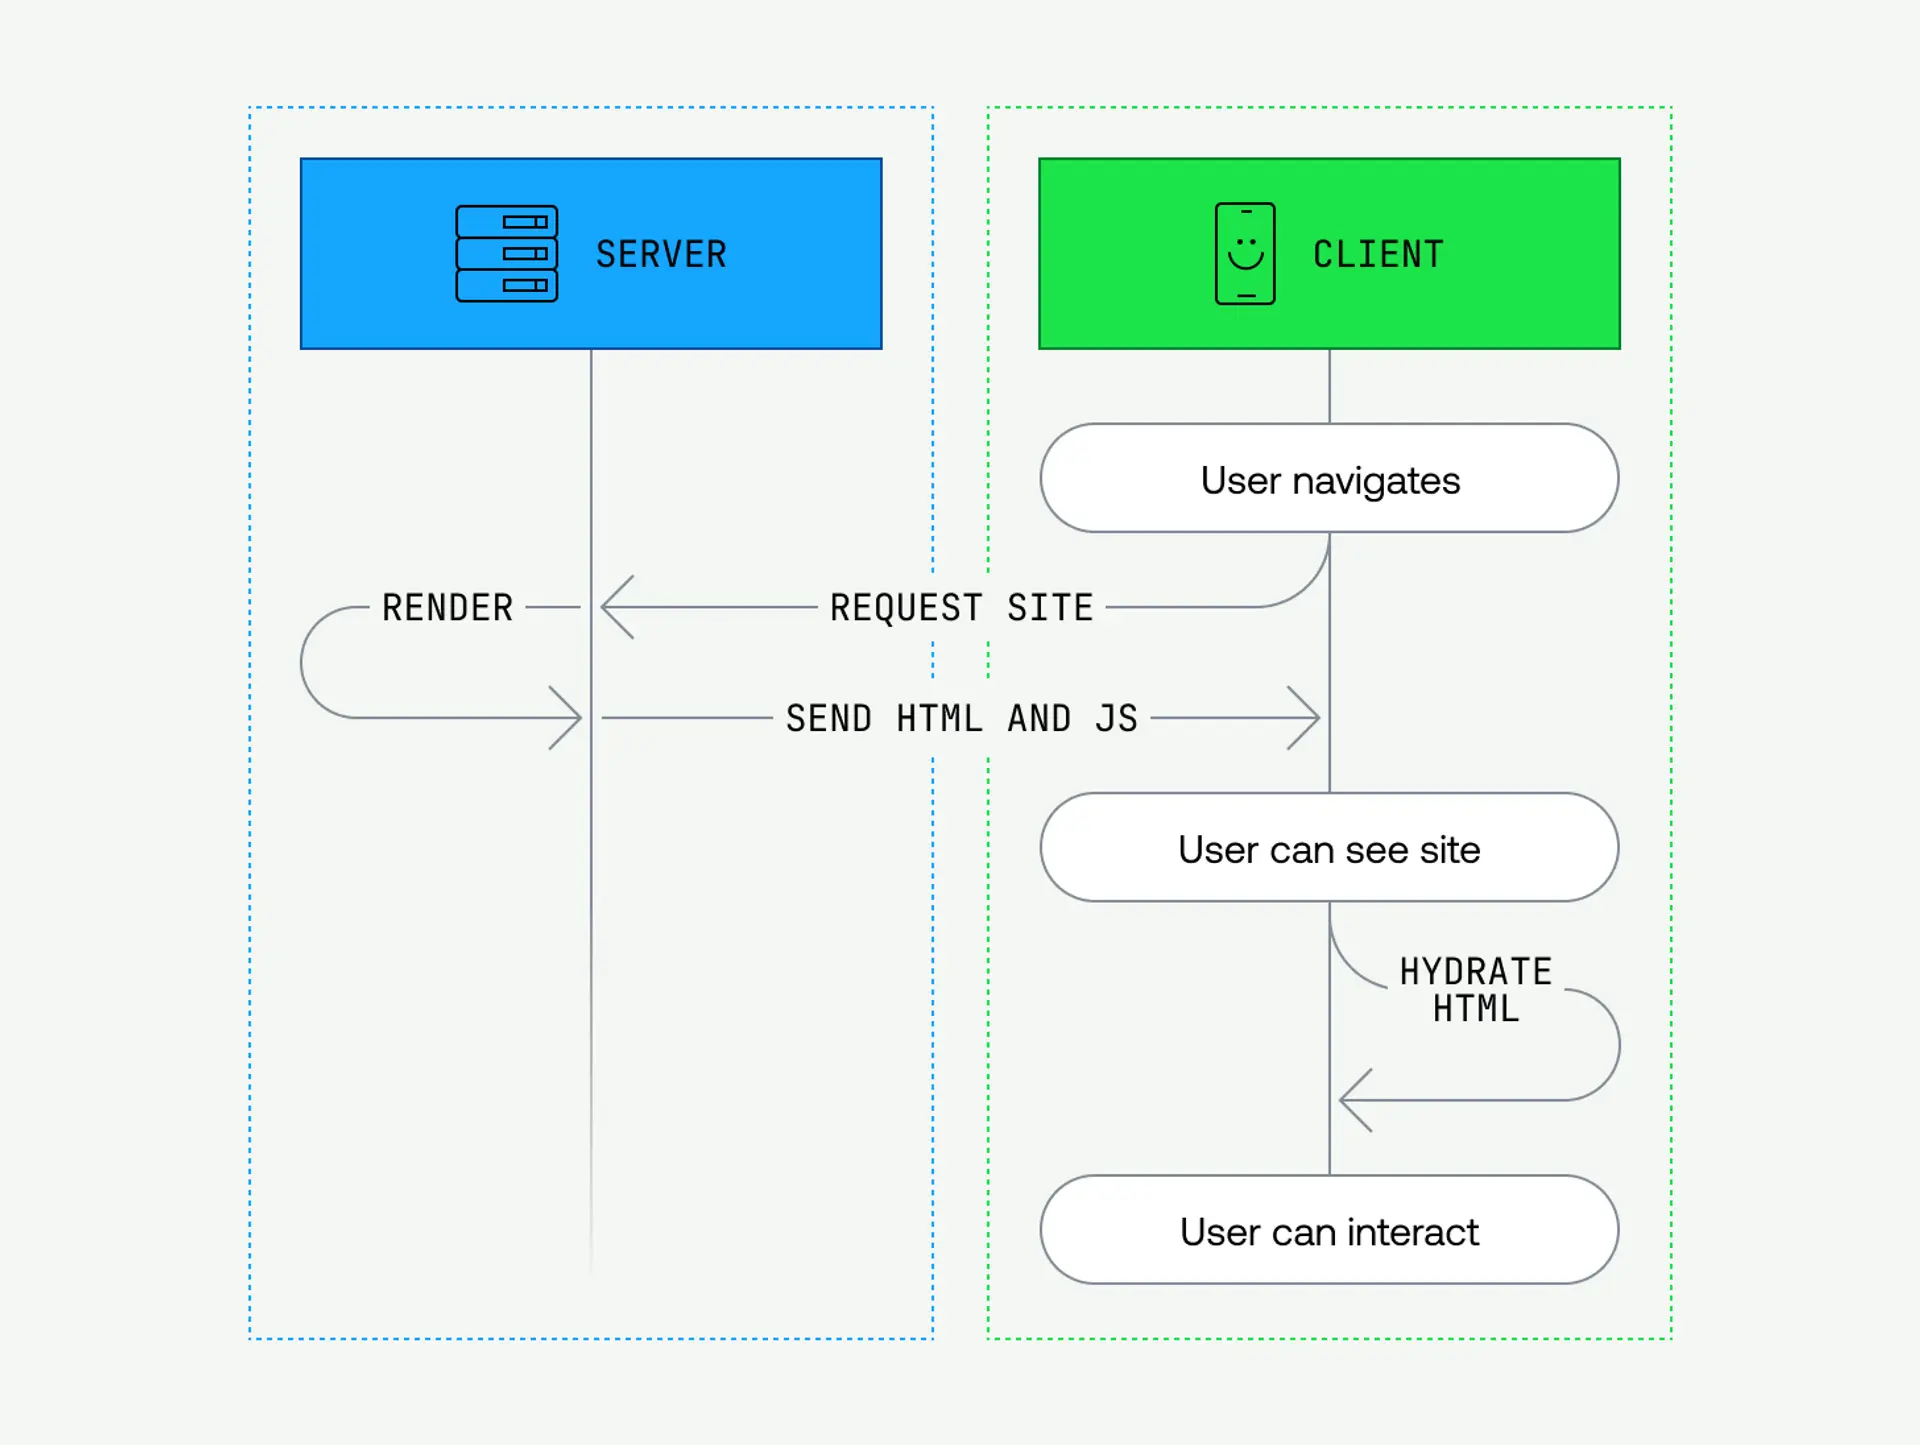 SERVER
CLIENT
User navigates
RENDER
REQUEST SITE
SEND HTML AND JS
User can see site
HYDRATE
HTML
User can interact